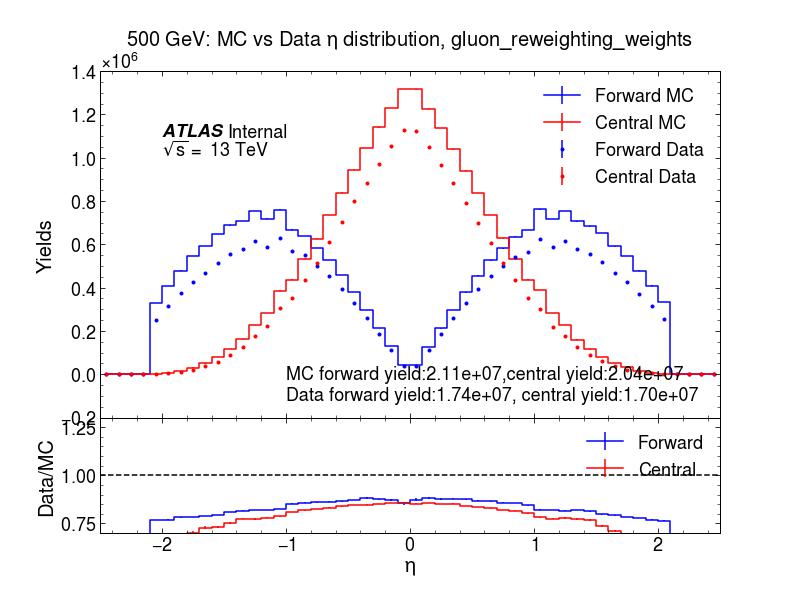 500 GeV: MC vs Data η distribution, gluon_reweighting_weights
×10⁶
1.4
1.2
1.0
0.8
0.6
0.4
0.2
0.0
0.2
Yields
ATLAS Internal
√s = 13 TeV
Forward MC
Central MC
Forward Data
Central Data
MC forward yield:2.11e+07,central yield:2.04e+07
Data forward yield:1.74e+07, central yield:1.70e+07
1.25
1.00
0.75
Data/MC
Forward
Central
−2 −1 0 1 2
η